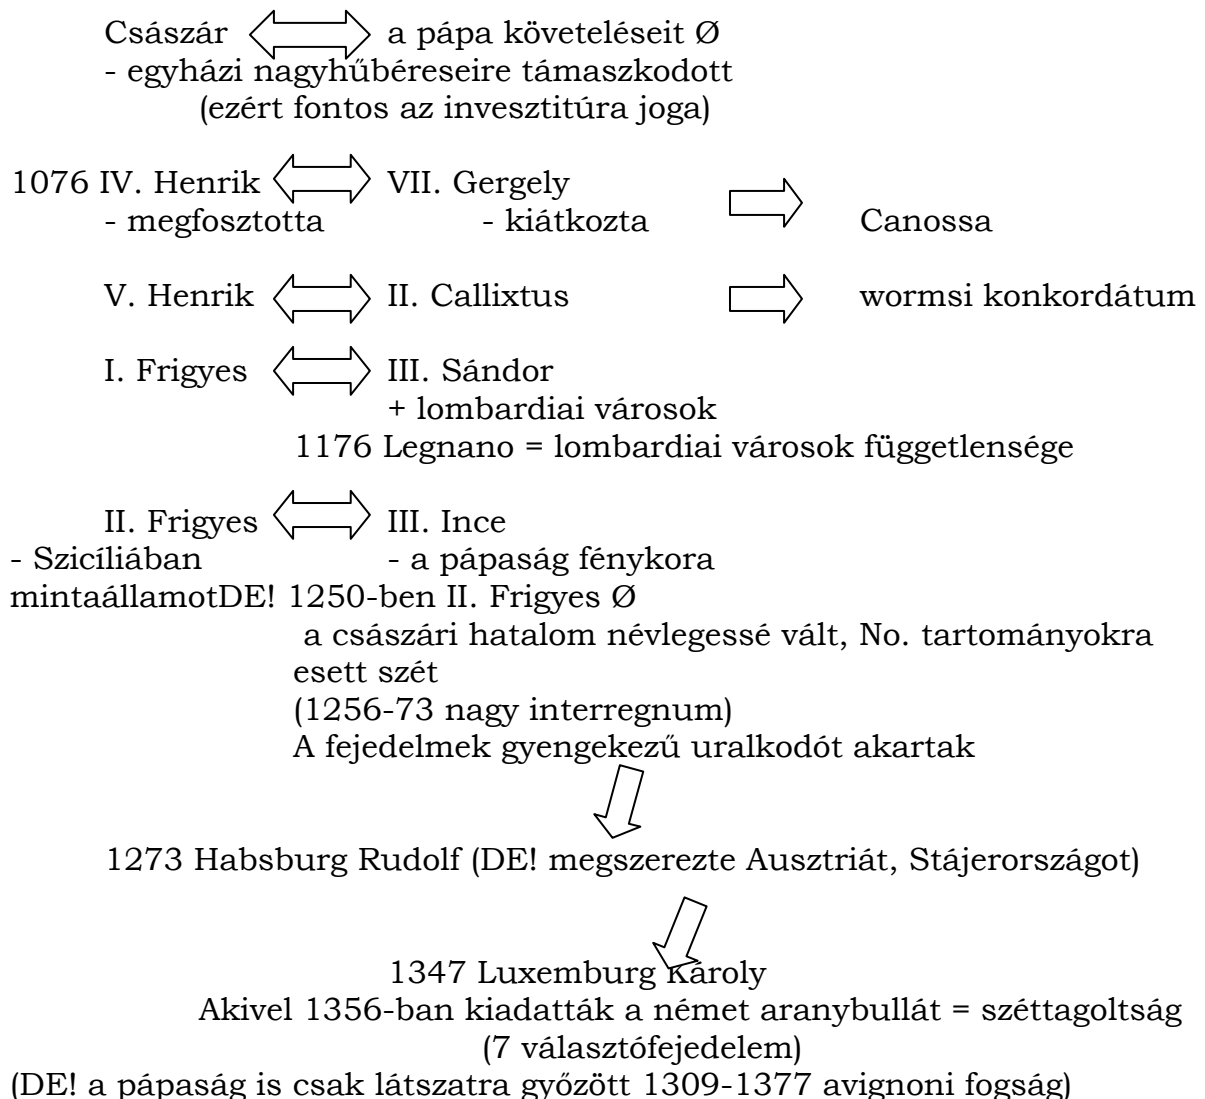 Császár a pápa követeléseit Ø
- egyházi nagyhűbéreseire támaszkodott
(ezért fontos az invesztitúra joga)
1076 IV. Henrik VII. Gergely
- megfosztotta - kiátkozta Canossa
V. Henrik II. Callixtus wormsi konkordátum
I. Frigyes III. Sándor
+ lombardiai városok
1176 Legnano = lombardiai városok függetlensége
II. Frigyes III. Ince
- Szicíliában - a pápaság fénykora
mintaállamotDE! 1250-ben II. Frigyes Ø
a császári hatalom névlegessé vált, No. tartományokra
esett szét
(1256-73 nagy interregnum)
A fejedelmek gyengekezű uralkodót akartak
1273 Habsburg Rudolf (DE! megszerezte Ausztriát, Stájerországot)
1347 Luxemburg Károly
Akivel 1356-ban kiadatták a német aranybullát = széttagoltság
(7 választófejedelem)
(DE! a pápaság is csak látszatra győzött 1309-1377 avignoni fogság)